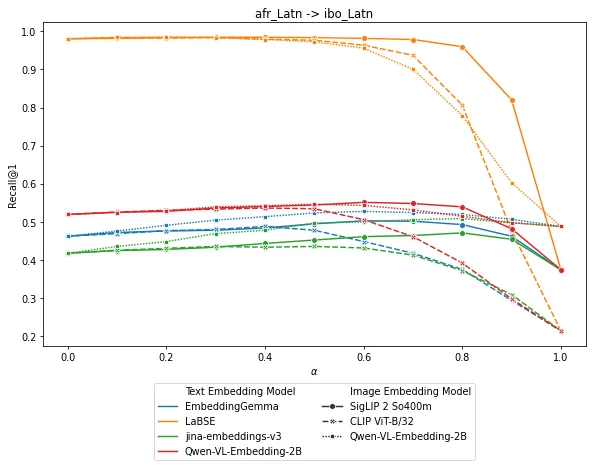 afr_Latn -> ibo_Latn
Recall@1
1.0
0.9
0.8
0.7
0.6
0.5
0.4
0.3
0.2
0.0 0.2 0.4 0.6 0.8 1.0
α
Text Embedding Model
EmbeddingGemma
LaBSE
jina-embeddings-v3
Qwen-VL-Embedding-2B
Image Embedding Model
SigLIP 2 So400m
CLIP ViT-B/32
Qwen-VL-Embedding-2B